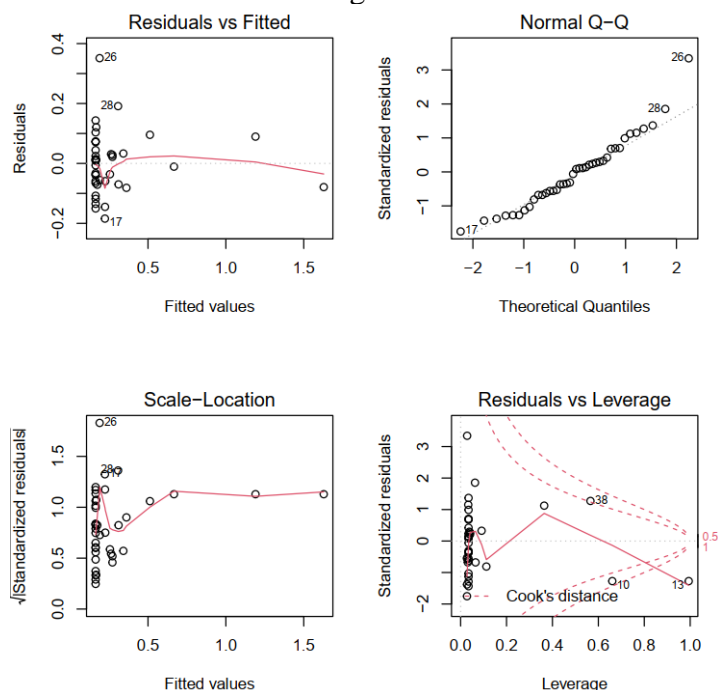 Residuals vs Fitted
Residuals
−0.2 0.0 0.2 0.4
26
28
17
0.5 1.0 1.5
Fitted values
Normal Q−Q
Standardized residuals
−1 0 1 2 3
26
28
17
−2 −1 0 1 2
Theoretical Quantiles
Scale−Location
√|Standardized residuals|
0.0 0.5 1.0 1.5
26
28
17
0.5 1.0 1.5
Fitted values
Residuals vs Leverage
Standardized residuals
−2 −1 0 1 2 3
38
10
13
0.5
1
Cook's distance
0.0 0.2 0.4 0.6 0.8 1.0
Leverage